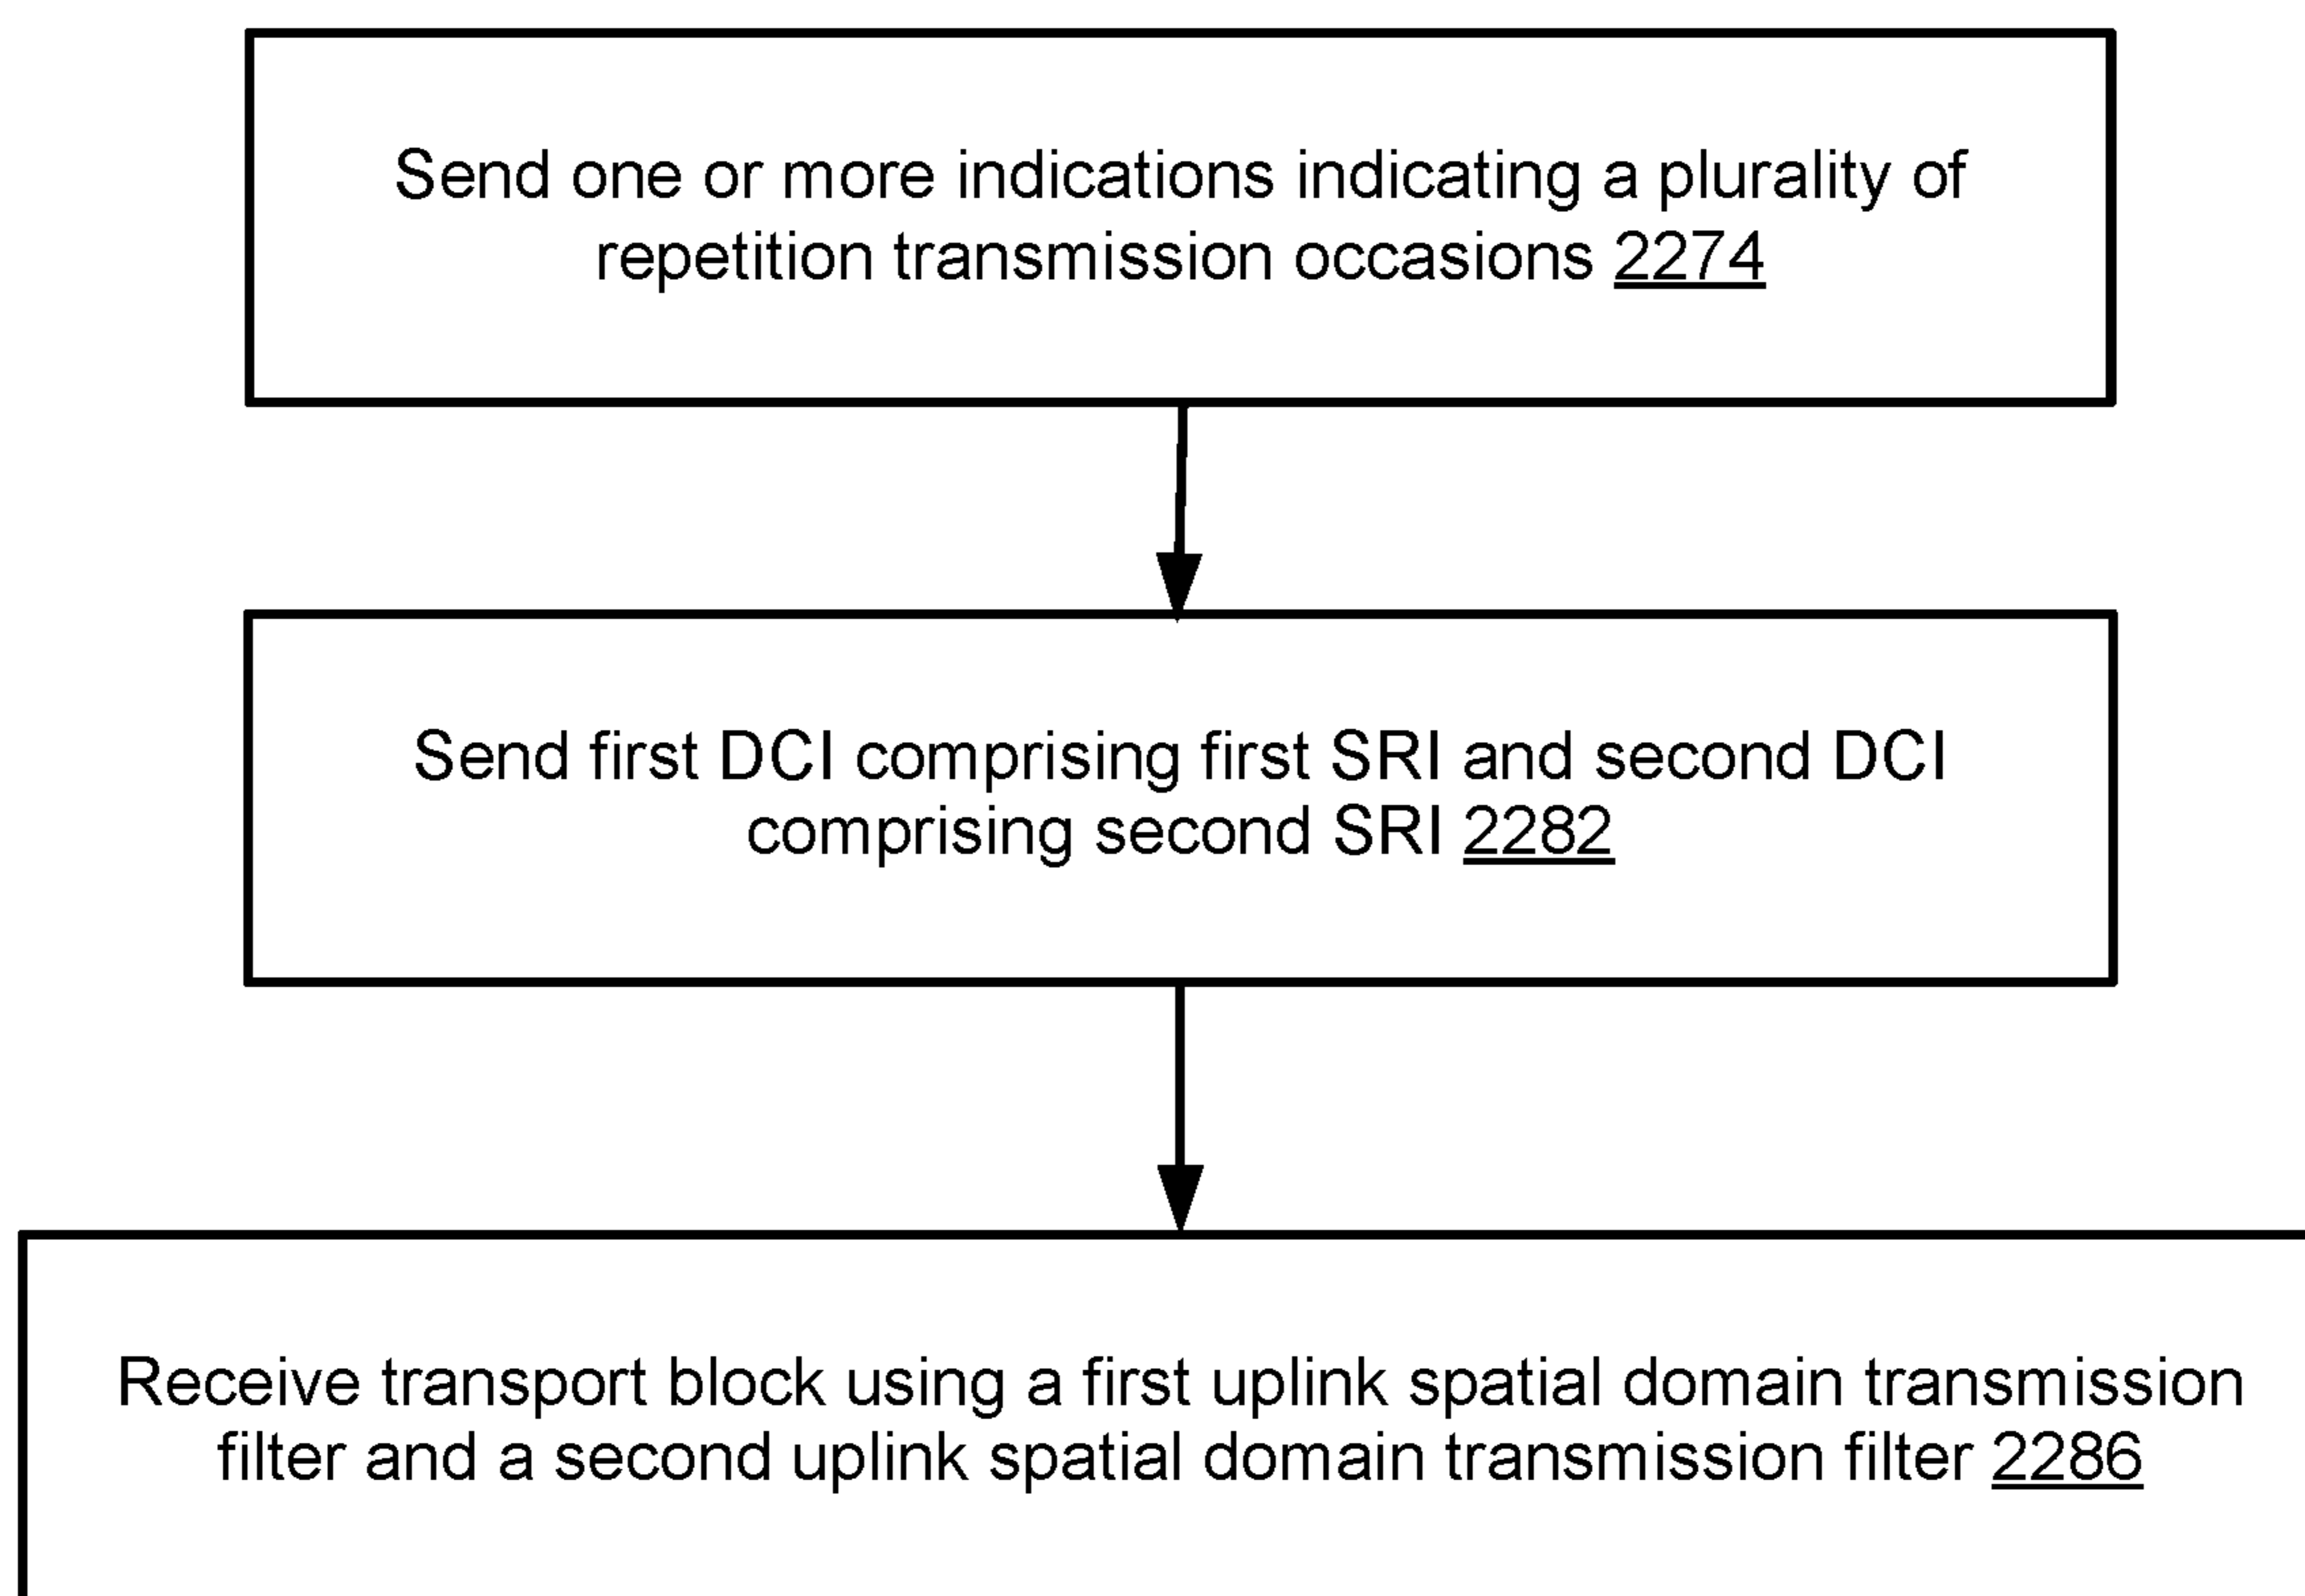 Send one or more indications indicating a plurality of
repetition transmission occasions 2274
Send first DCI comprising first SRI and second DCI
comprising second SRI 2282
Receive transport block using a first uplink spatial domain transmission
filter and a second uplink spatial domain transmission filter 2286